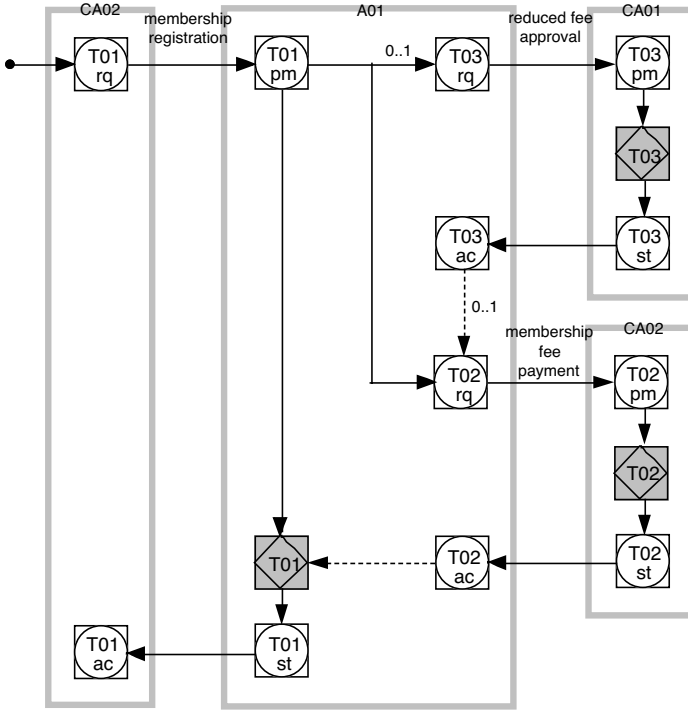 CA02
A01
CA01
membership
registration
reduced fee
approval
T01
rq
T01
pm
0..1
T03
rq
T03
pm
T03
T03
ac
T03
st
0..1
membership
fee
payment
CA02
T02
rq
T02
pm
T02
T01
T02
ac
T02
st
T01
ac
T01
st